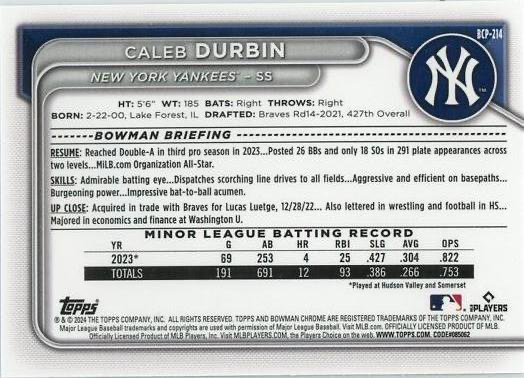 BCP-214
CALEB DURBIN
NEW YORK YANKEES® – SS
NY
HT: 5'6" WT: 185 BATS: Right THROWS: Right
BORN: 2-22-00, Lake Forest, IL DRAFTED: Braves Rd14-2021, 427th Overall
BOWMAN BRIEFING
RESUME: Reached Double-A in third pro season in 2023...Posted 26 BBs and only 18 SOs in 291 plate appearances across
two levels...MiLB.com Organization All-Star.
SKILLS: Admirable batting eye...Dispatches scorching line drives to all fields...Aggressive and efficient on basepaths...
Burgeoning power...Impressive bat-to-ball acumen.
UP CLOSE: Acquired in trade with Braves for Lucas Luetge, 12/28/22... Also lettered in wrestling and football in HS...
Majored in economics and finance at Washington U.
MINOR LEAGUE BATTING RECORD
YR G AB HR RBI SLG AVG OPS
2023* 69 253 4 25 .427 .304 .822
TOTALS 191 691 12 93 .386 .266 .753
*Played at Hudson Valley and Somerset
Topps
MLB PLAYERS
® & © 2024 THE TOPPS COMPANY, INC. ALL RIGHTS RESERVED. TOPPS AND BOWMAN CHROME ARE REGISTERED TRADEMARKS OF THE TOPPS COMPANY, INC.
Major League Baseball trademarks and copyrights are used with permission of Major League Baseball. Visit MLB.com. OFFICIALLY LICENSED PRODUCT OF MLB.
Officially Licensed Product of MLB Players, Inc. Visit MLBPLAYERS.COM, the Players Choice on the web. WWW.TOPPS.COM. CODE#085062